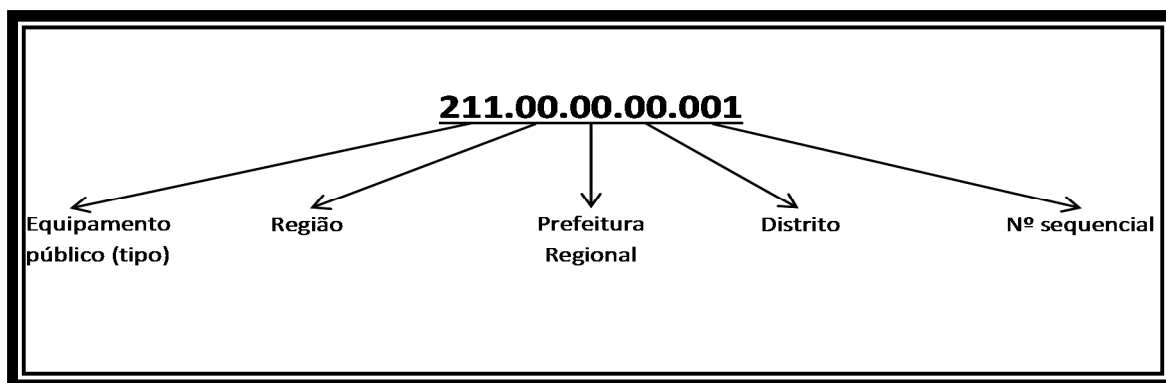 211.00.00.00.001
Equipamento público (tipo)
Região
Prefeitura Regional
Distrito
Nº sequencial